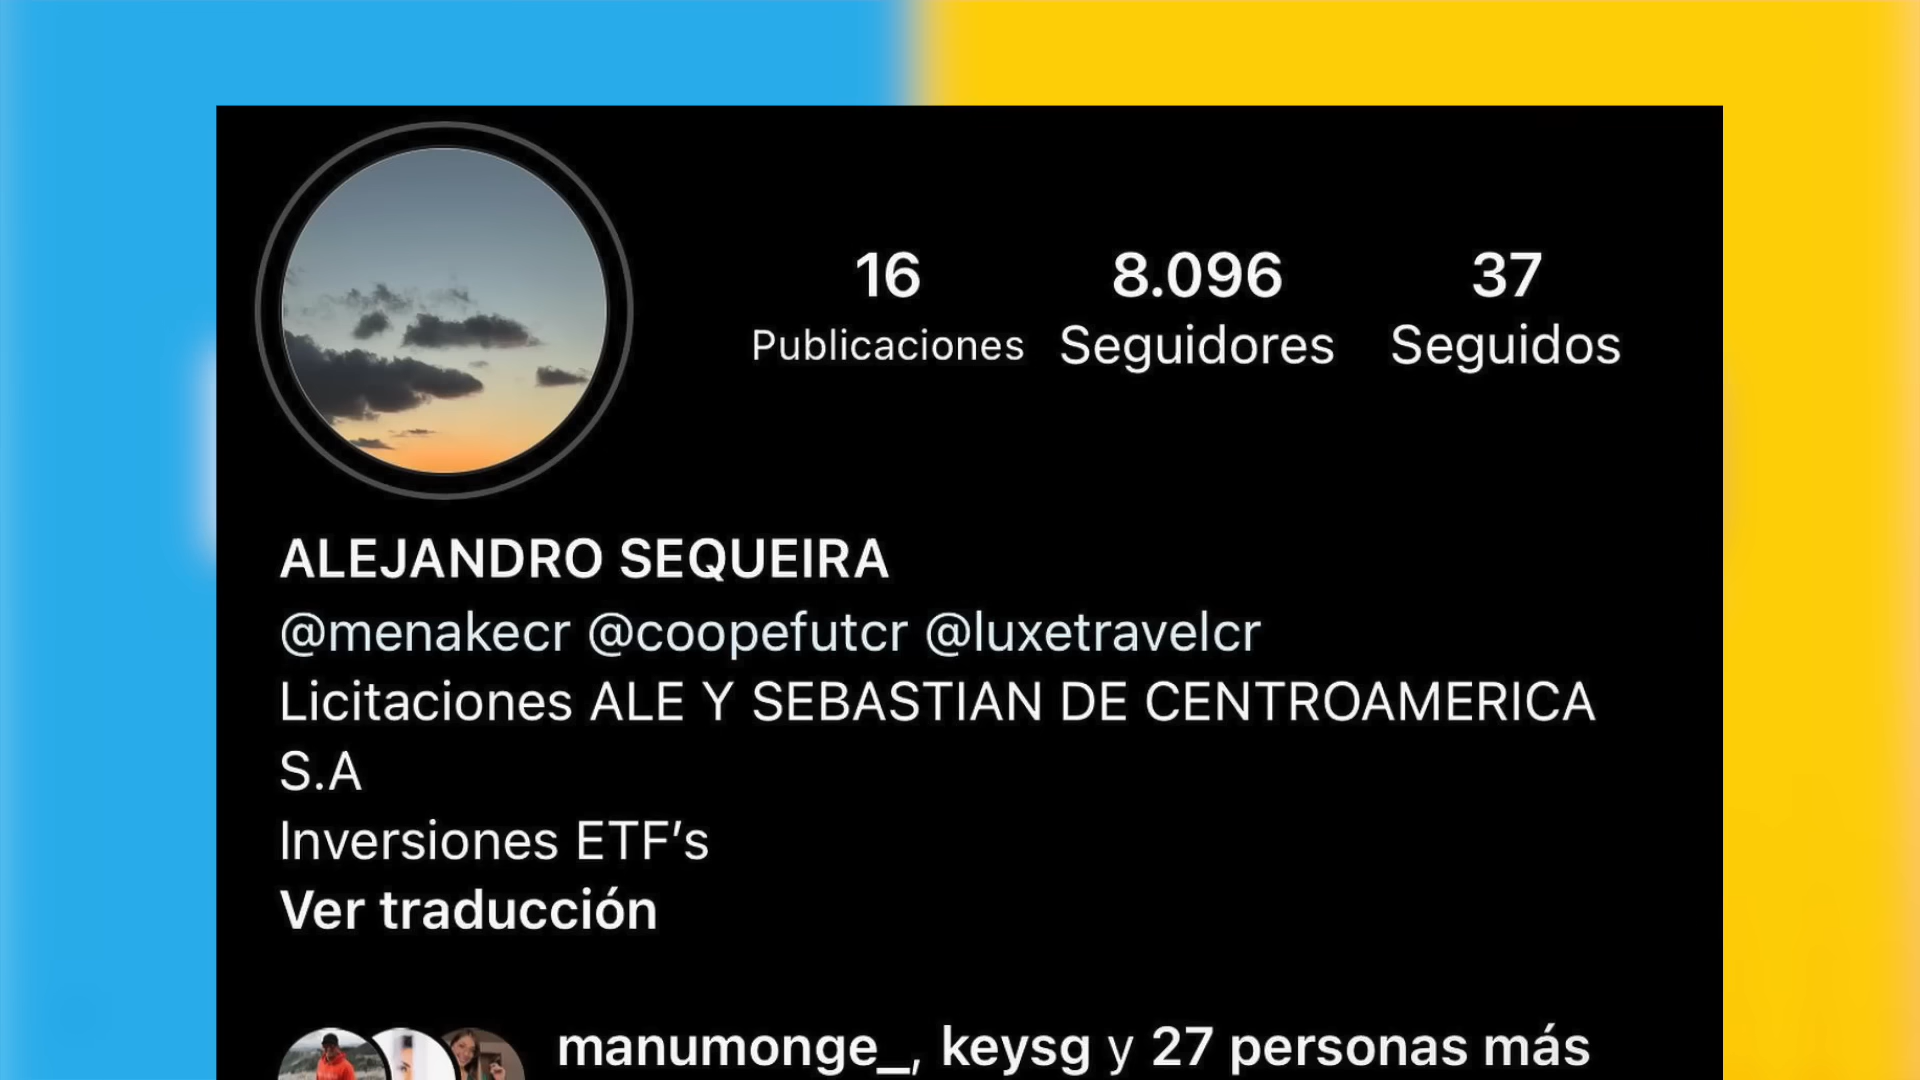 16 8.096 37
Publicaciones Seguidores Seguidos
ALEJANDRO SEQUEIRA
@menakecr @coopefutcr @luxetravelcr
Licitaciones ALE Y SEBASTIAN DE CENTROAMERICA
S.A
Inversiones ETF’s
Ver traducción
manumonge_, keysg y 27 personas más